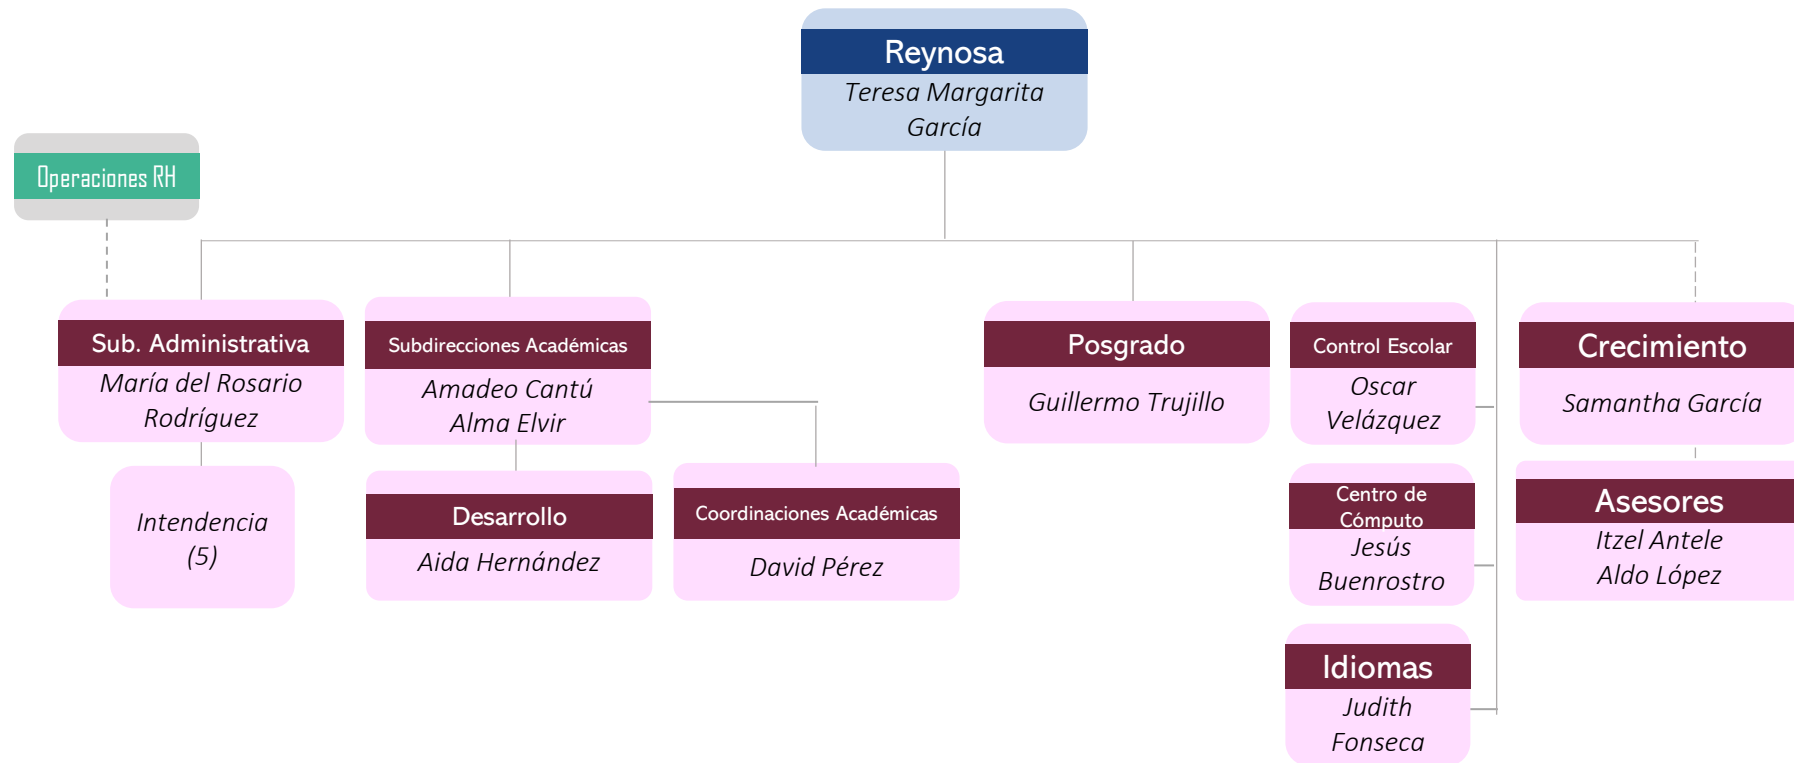 Reynosa
Teresa Margarita
García
Operaciones RH
Sub. Administrativa
María del Rosario
Rodríguez
Subdirecciones Académicas
Amadeo Cantú
Alma Elvir
Posgrado
Guillermo Trujillo
Control Escolar
Oscar
Velázquez
Crecimiento
Samantha García
Intendencia
(5)
Desarrollo
Aida Hernández
Coordinaciones Académicas
David Pérez
Centro de
Cómputo
Jesús
Buenrostro
Asesores
Itzel Antele
Aldo López
Idiomas
Judith
Fonseca